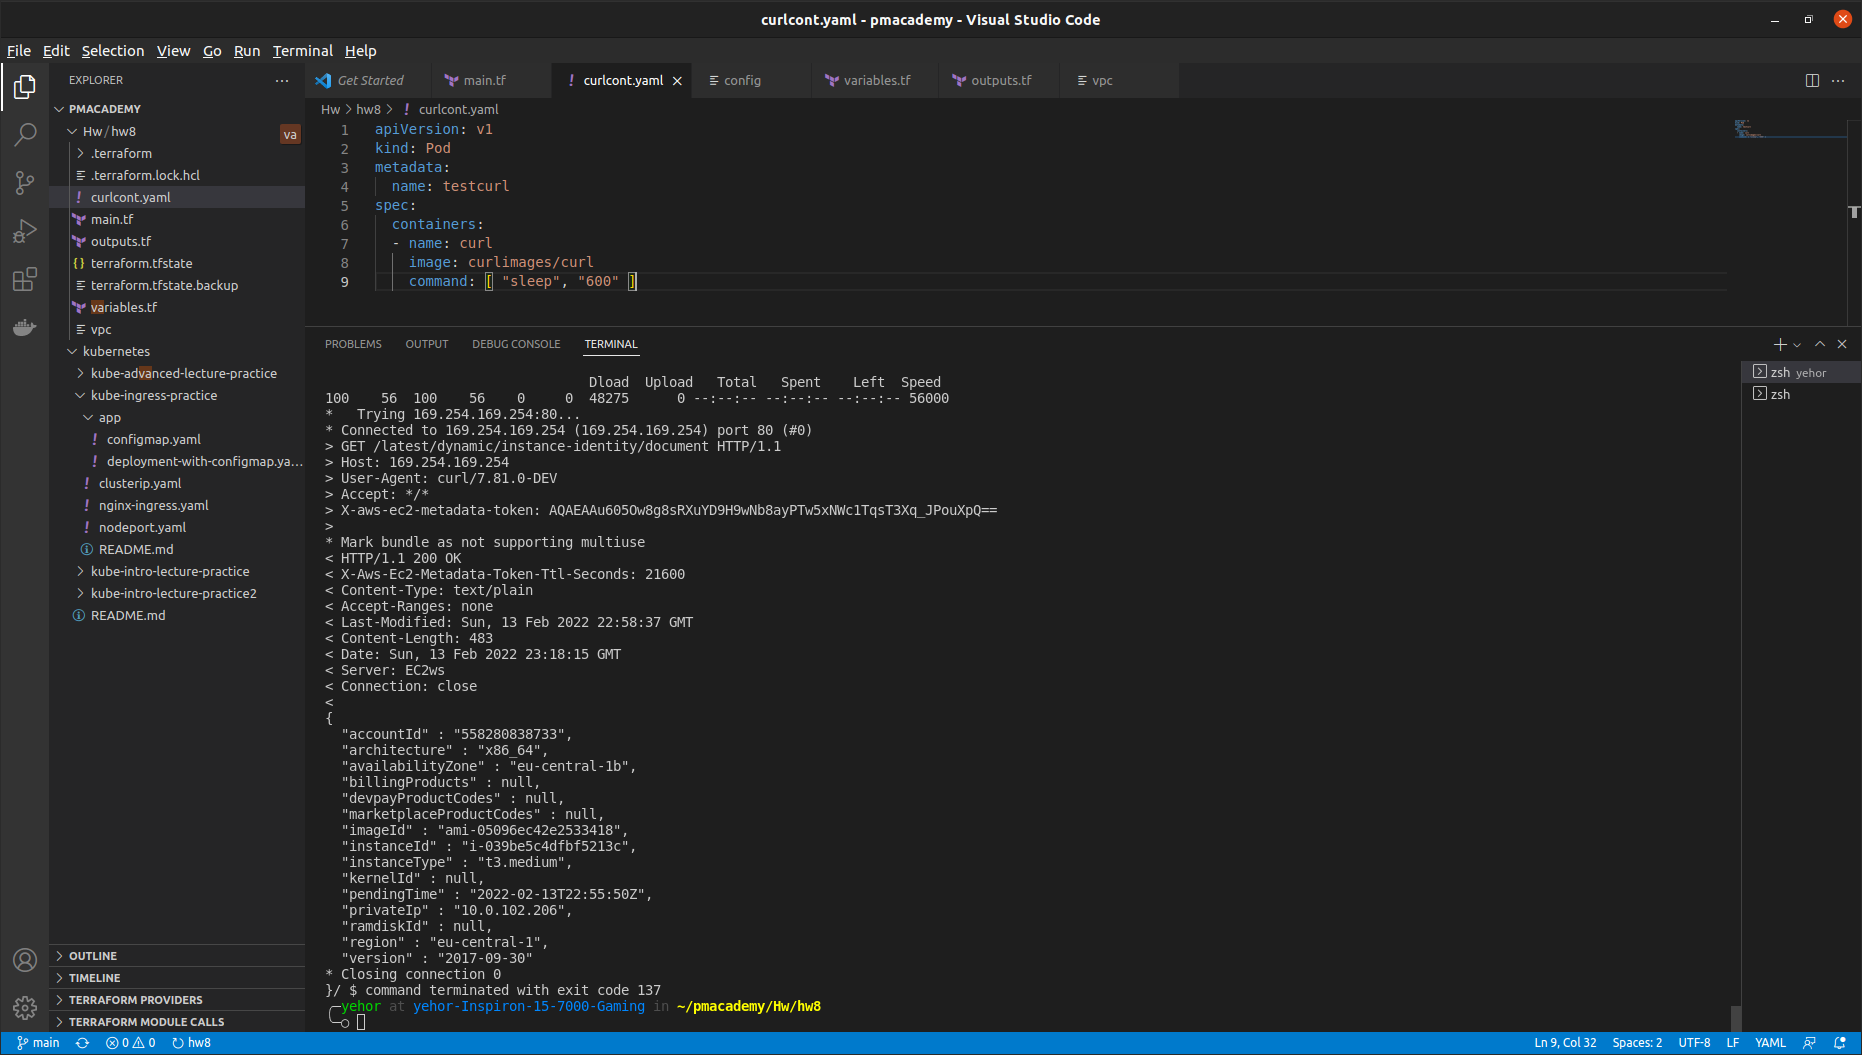 curlcont.yaml - pmacademy - Visual Studio Code
File Edit Selection View Go Run Terminal Help
EXPLORER
PMACADEMY
Hw / hw8
va
.terraform
.terraform.lock.hcl
curlcont.yaml
main.tf
outputs.tf
terraform.tfstate
terraform.tfstate.backup
variables.tf
vpc
kubernetes
kube-advanced-lecture-practice
kube-ingress-practice
app
configmap.yaml
deployment-with-configmap.ya...
clusterip.yaml
nginx-ingress.yaml
nodeport.yaml
README.md
kube-intro-lecture-practice
kube-intro-lecture-practice2
README.md
OUTLINE
TIMELINE
TERRAFORM PROVIDERS
TERRAFORM MODULE CALLS
Get Started main.tf ! curlcont.yaml config variables.tf outputs.tf vpc
Hw > hw8 > ! curlcont.yaml
1 apiVersion: v1
2 kind: Pod
3 metadata:
4 name: testcurl
5 spec:
6 containers:
7 - name: curl
8 image: curlimages/curl
9 command: [ "sleep", "600" ]
PROBLEMS OUTPUT DEBUG CONSOLE TERMINAL
zsh yehor
zsh
Dload Upload Total Spent Left Speed
100 56 100 56 0 0 48275 0 --:--:-- --:--:-- --:--:-- 56000
* Trying 169.254.169.254:80...
* Connected to 169.254.169.254 (169.254.169.254) port 80 (#0)
> GET /latest/dynamic/instance-identity/document HTTP/1.1
> Host: 169.254.169.254
> User-Agent: curl/7.81.0-DEV
> Accept: */*
> X-aws-ec2-metadata-token: AQAEAAu605Ow8g8sRXuYD9H9wNb8ayPTw5xNWc1TqsT3Xq_JPouXpQ==
>
* Mark bundle as not supporting multiuse
< HTTP/1.1 200 OK
< X-Aws-Ec2-Metadata-Token-Ttl-Seconds: 21600
< Content-Type: text/plain
< Accept-Ranges: none
< Last-Modified: Sun, 13 Feb 2022 22:58:37 GMT
< Content-Length: 483
< Date: Sun, 13 Feb 2022 23:18:15 GMT
< Server: EC2ws
< Connection: close
<
{
"accountId" : "558280838733",
"architecture" : "x86_64",
"availabilityZone" : "eu-central-1b",
"billingProducts" : null,
"devpayProductCodes" : null,
"marketplaceProductCodes" : null,
"imageId" : "ami-05096ec42e2533418",
"instanceId" : "i-039be5c4dfbf5213c",
"instanceType" : "t3.medium",
"kernelId" : null,
"pendingTime" : "2022-02-13T22:55:50Z",
"privateIp" : "10.0.102.206",
"ramdiskId" : null,
"region" : "eu-central-1",
"version" : "2017-09-30"
* Closing connection 0
}/ $ command terminated with exit code 137
yehor at yehor-Inspiron-15-7000-Gaming in ~/pmacademy/Hw/hw8
main 0 0 hw8 Ln 9, Col 32 Spaces: 2 UTF-8 LF YAML